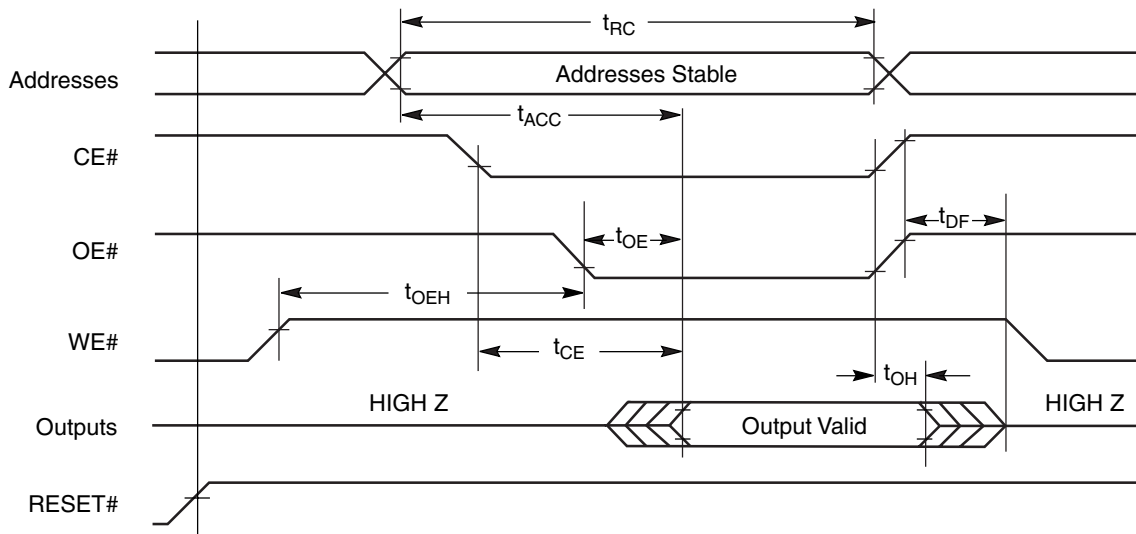 tRC
Addresses
Addresses Stable
tACC
CE#
tDF
OE#
tOE
tOEH
WE#
tCE
tOH
HIGH Z
HIGH Z
Outputs
Output Valid
RESET#